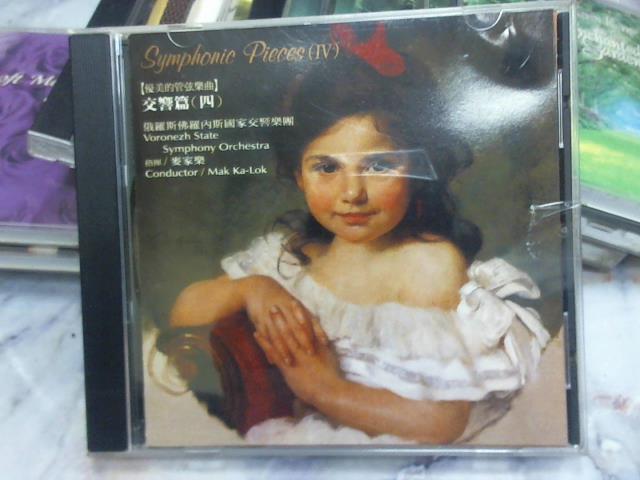 Symphonic Pieces (IV)
【優美的管弦樂曲】
交響篇(四)
俄羅斯佛羅內斯國家交響樂團
Voronezh State
Symphony Orchestra
指揮/麥家樂
Conductor / Mak Ka-Lok